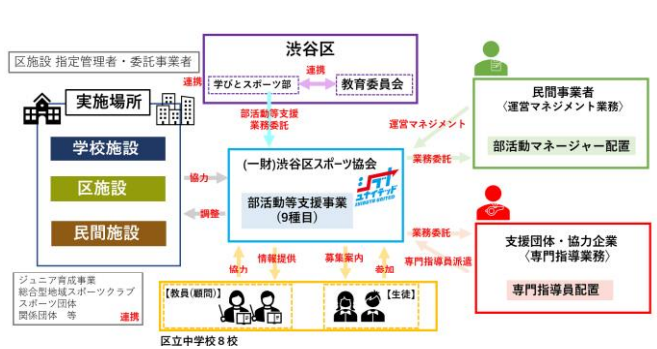 渋谷区
区施設 指定管理者・委託事業者
連携
学びとスポーツ部
連携
教育委員会
実施場所
学校施設
区施設
民間施設
部活動等支援
業務委託
運営マネジメント
民間事業者
〈運営マネジメント業務〉
部活動マネージャー配置
(一財)渋谷区スポーツ協会
シブヤ
ユナイテッド
SHIBUYA UNITED
部活動等支援事業
(9種目)
協力
調整
業務委託
業務委託
専門指導員派遣
支援団体・協力企業
〈専門指導業務〉
専門指導員配置
協力
情報提供
募集案内
参加
ジュニア育成事業
総合型地域スポーツクラブ
スポーツ団体
関係団体 等
連携
【教員(顧問)】
【生徒】
区立中学校8校